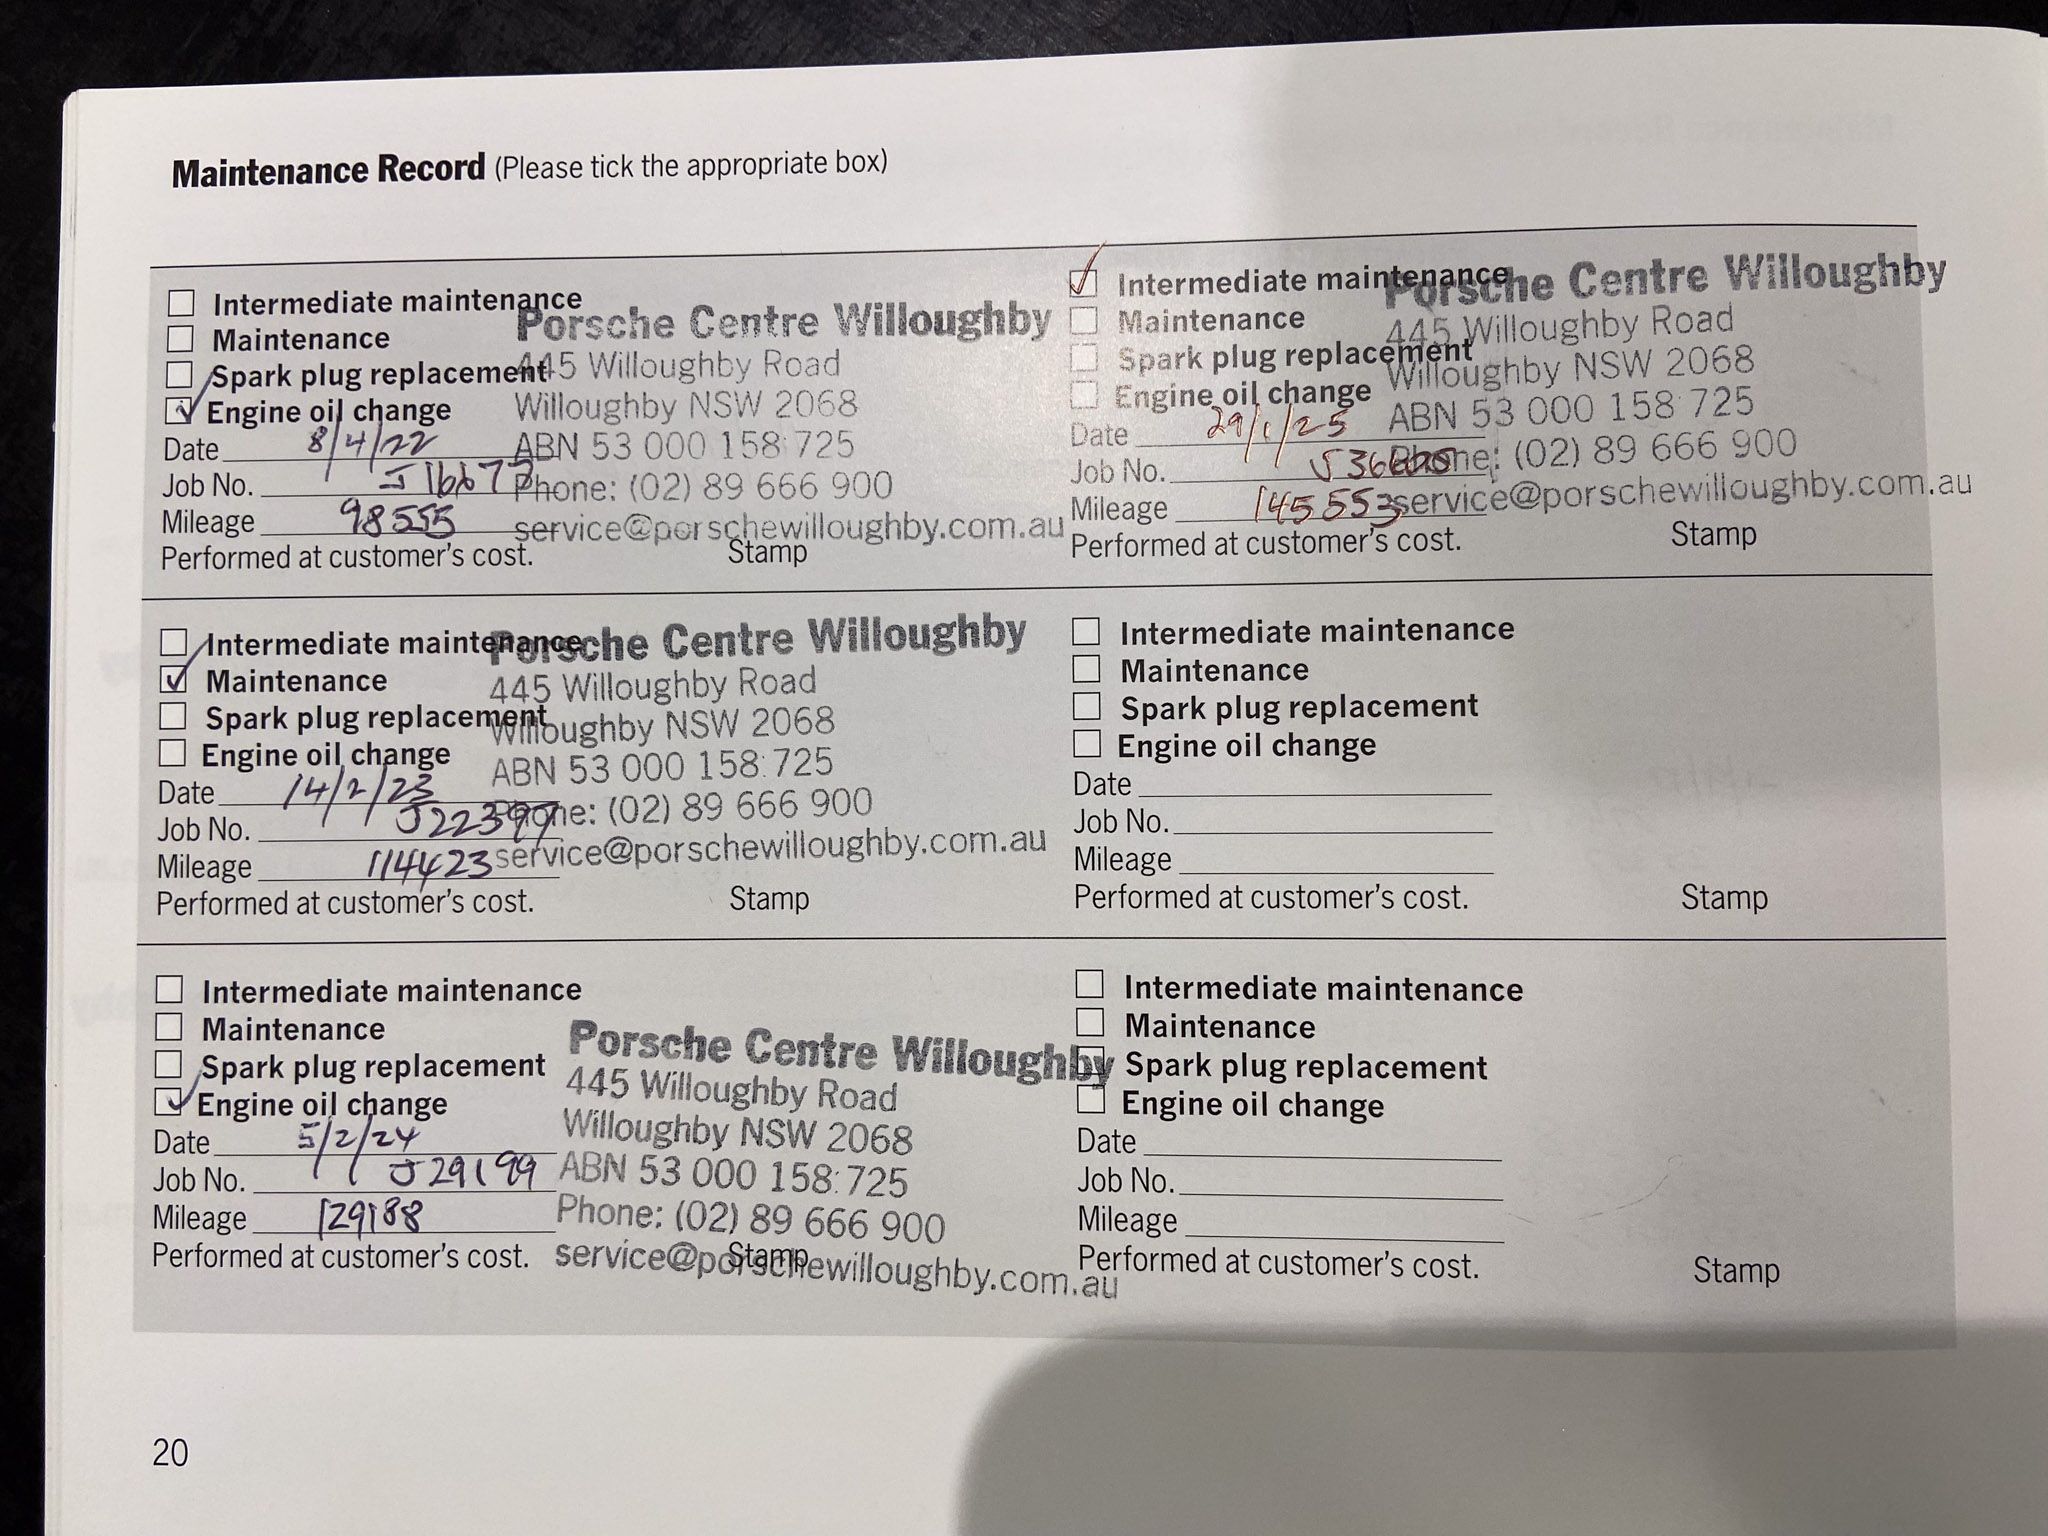 Maintenance Record (Please tick the appropriate box)
Intermediate maintenance
Maintenance
Spark plug replacement
Engine oil change
Date 8/4/22
Job No. J16677
Mileage 98555
Performed at customer's cost.
Stamp
Porsche Centre Willoughby
445 Willoughby Road
Willoughby NSW 2068
ABN 53 000 158 725
Phone: (02) 89 666 900
service@porschewilloughby.com.au
Intermediate maintenance
Maintenance
Spark plug replacement
Engine oil change
Date 14/2/23
Job No. J22397
Mileage 114423
Performed at customer's cost.
Stamp
Porsche Centre Willoughby
445 Willoughby Road
Willoughby NSW 2068
ABN 53 000 158 725
Phone: (02) 89 666 900
service@porschewilloughby.com.au
Intermediate maintenance
Maintenance
Spark plug replacement
Engine oil change
Date 5/2/24
Job No. J29199
Mileage 129188
Performed at customer's cost.
Stamp
Porsche Centre Willoughby
445 Willoughby Road
Willoughby NSW 2068
ABN 53 000 158 725
Phone: (02) 89 666 900
service@porschewilloughby.com.au
Intermediate maintenance
Maintenance
Spark plug replacement
Engine oil change
Date 29/1/25
Job No.
Mileage 145553
Performed at customer's cost.
Stamp
Porsche Centre Willoughby
445 Willoughby Road
Willoughby NSW 2068
ABN 53 000 158 725
Phone: (02) 89 666 900
service@porschewilloughby.com.au
Intermediate maintenance
Maintenance
Spark plug replacement
Engine oil change
Date
Job No.
Mileage
Performed at customer's cost.
Stamp
Intermediate maintenance
Maintenance
Spark plug replacement
Engine oil change
Date
Job No.
Mileage
Performed at customer's cost.
Stamp
20